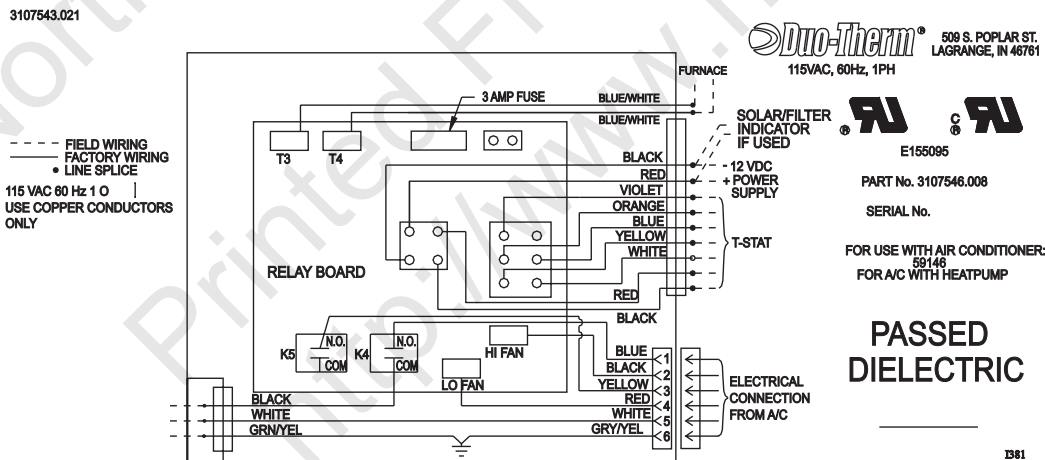 3107543.021
Duo-Therm®
509 S. POPLAR ST.
LAGRANGE, IN 46761
115VAC, 60Hz, 1PH
FURNACE
3 AMP FUSE
BLUE/WHITE
BLUE/WHITE
SOLAR/FILTER
INDICATOR
IF USED
FIELD WIRING
FACTORY WIRING
LINE SPLICE
115 VAC 60 Hz 1 O
USE COPPER CONDUCTORS
ONLY
T3
T4
BLACK
RED
VIOLET
ORANGE
BLUE
YELLOW
WHITE
RED
BLACK
- 12 VDC
+ POWER
SUPPLY
T-STAT
RELAY BOARD
K5
N.O.
COM
K4
N.O.
COM
HI FAN
LO FAN
BLUE
BLACK
YELLOW
RED
WHITE
GRY/YEL
1
2
3
4
5
6
ELECTRICAL
CONNECTION
FROM A/C
BLACK
WHITE
GRN/YEL
®
C
®
E155095
PART No. 3107546.008
SERIAL No.
FOR USE WITH AIR CONDITIONER:
59146
FOR A/C WITH HEATPUMP
PASSED
DIELECTRIC
I381
Printed F
http://www.